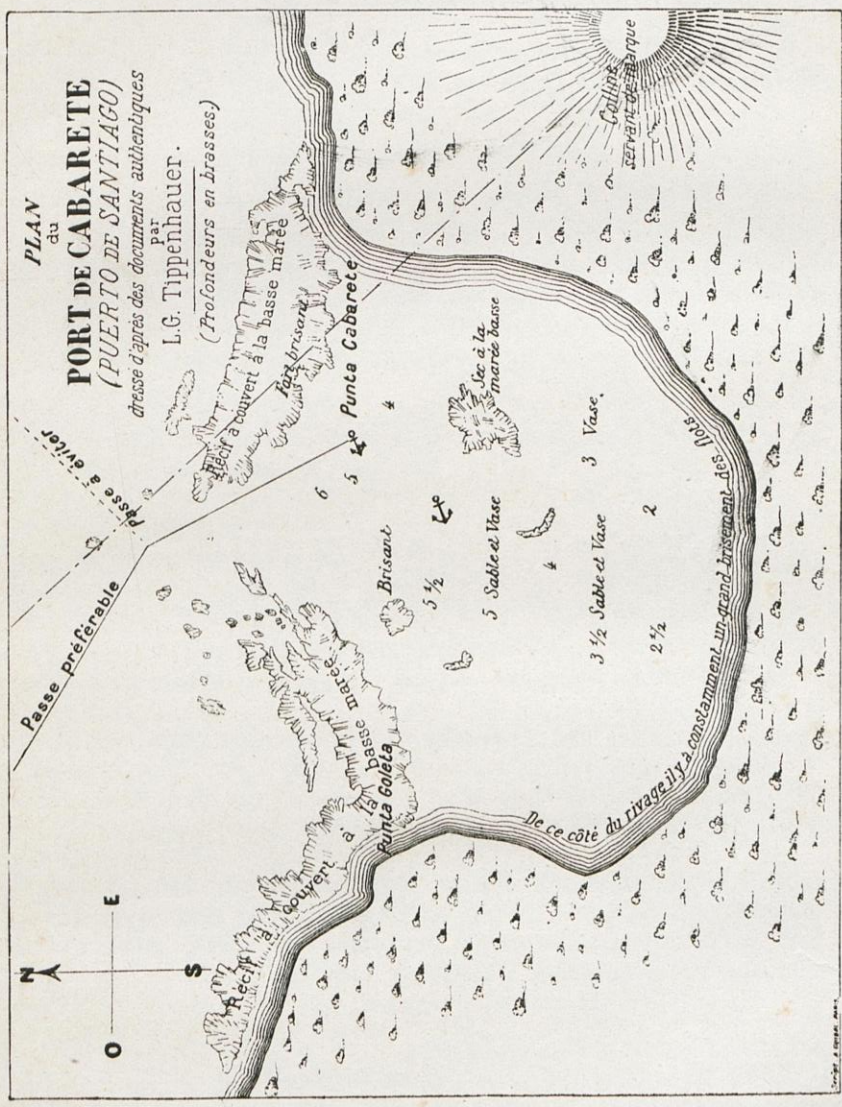 PLAN
du
PORT DE CABARETE
(PUERTO DE SANTIAGO)
dressé d'après des documents authentiques
par
L.G. Tippenhauer.
(Profondeurs en brasses)
N
O
E
S
Passe préférable
Passe à éviter
Récif à couvert à la basse marée
Fort brisant
Punta Cabarete
Collines
servant de marque
6
5
4
Brisant
5 ½
Sec à la
marée basse
5 Sable et Vase
4
3 Vase.
3 ½ Sable et Vase
2
2 ½
Récif à couvert à la basse marée
Punta Goleta
De ce côté du rivage il y a constamment un grand brisement des flots